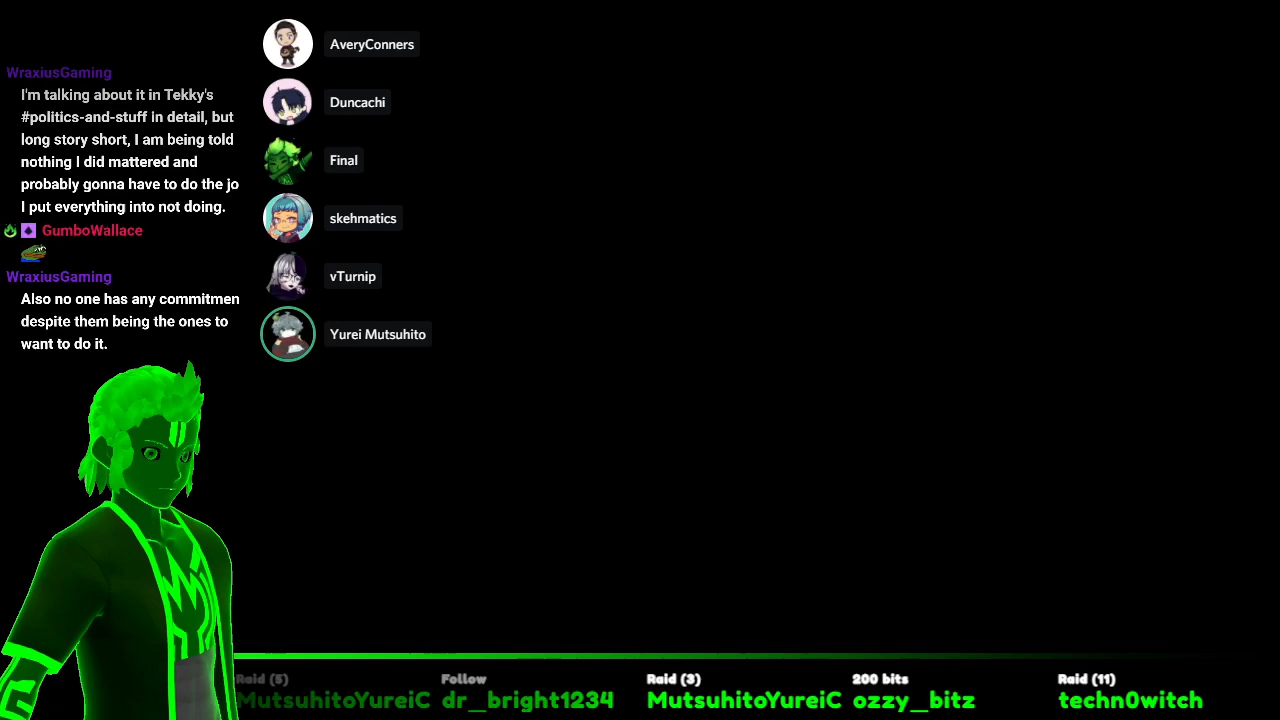 WraxiusGaming
I'm talking about it in Tekky's
#politics-and-stuff in detail, but
long story short, I am being told
nothing I did mattered and
probably gonna have to do the jo
I put everything into not doing.
GumboWallace
WraxiusGaming
Also no one has any commitmen
despite them being the ones to
want to do it.
AveryConners
Duncachi
Final
skehmatics
vTurnip
Yurei Mutsuhito
Raid (5)
MutsuhitoYureiC
Follow
dr_bright1234
Raid (3)
MutsuhitoYureiC
200 bits
ozzy_bitz
Raid (11)
techn0witch